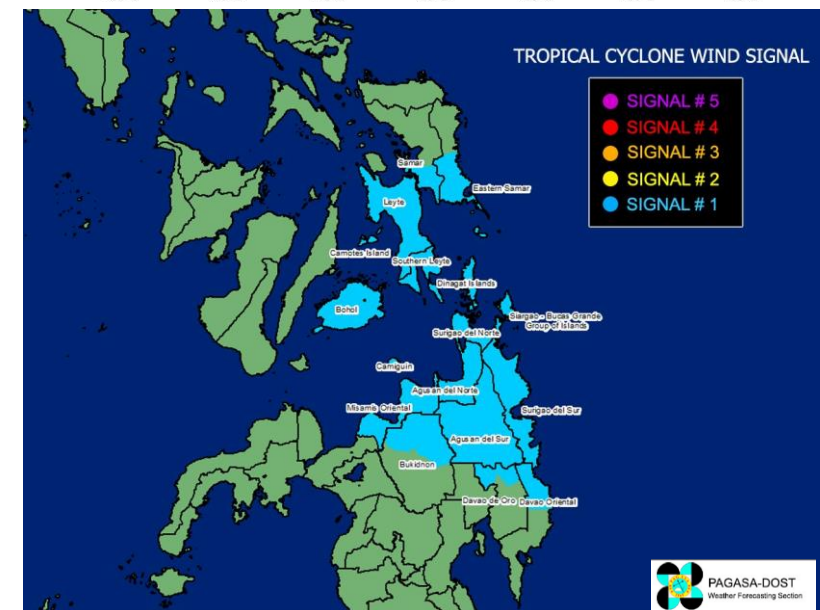 TROPICAL CYCLONE WIND SIGNAL
SIGNAL # 5
SIGNAL # 4
SIGNAL # 3
SIGNAL # 2
SIGNAL # 1
Samar
Eastern Samar
Leyte
Camotes Island
Southern Leyte
Dinagat Islands
Bohol
Siargao - Bucas Grande
Group of Islands
Surigao del Norte
Camiguin
Agusan del Norte
Misamis Oriental
Surigao del Sur
Agusan del Sur
Bukidnon
Davao de Oro
Davao Oriental
PAGASA-DOST
Weather Forecasting Section